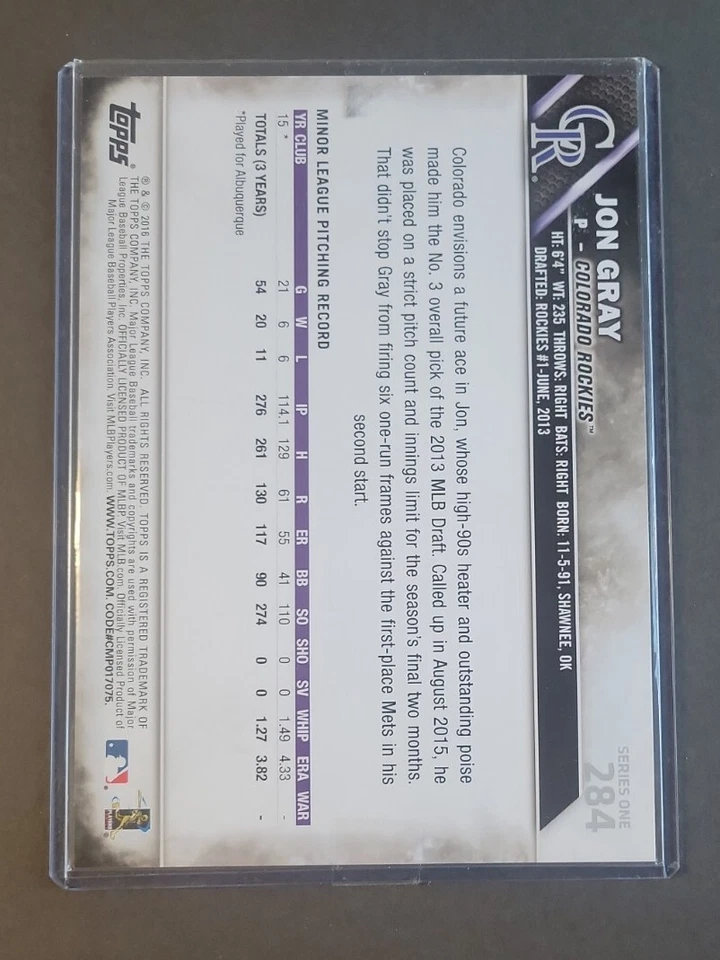 SERIES ONE
284
CR
JON GRAY
P – COLORADO ROCKIES™
HT: 6'4" WT: 235 THROWS: RIGHT BATS: RIGHT BORN: 11-5-91, SHAWNEE, OK
DRAFTED: ROCKIES #1-JUNE, 2013
Colorado envisions a future ace in Jon, whose high-90s heater and outstanding poise
made him the No. 3 overall pick of the 2013 MLB Draft. Called up in August 2015, he
was placed on a strict pitch count and innings limit for the season's final two months.
That didn't stop Gray from firing six one-run frames against the first-place Mets in his
second start.
MINOR LEAGUE PITCHING RECORD
YR CLUB G W L IP H R ER BB SO SHO SV WHIP ERA WAR
15 * 21 6 6 114.1 129 61 55 41 110 0 0 1.49 4.33 -
TOTALS (3 YEARS) 54 20 11 276 261 130 117 90 274 0 0 1.27 3.82 -
*Played for Albuquerque
topps®
® & © 2016 THE TOPPS COMPANY, INC. ALL RIGHTS RESERVED. TOPPS IS A REGISTERED TRADEMARK OF
THE TOPPS COMPANY, INC. Major League Baseball trademarks and copyrights are used with permission of Major
League Baseball Properties, Inc. OFFICIALLY LICENSED PRODUCT OF MLBP. Visit MLB.com. Officially Licensed Product of
Major League Baseball Players Association. Visit MLBPlayers.com. WWW.TOPPS.COM. CODE#CMP017075.